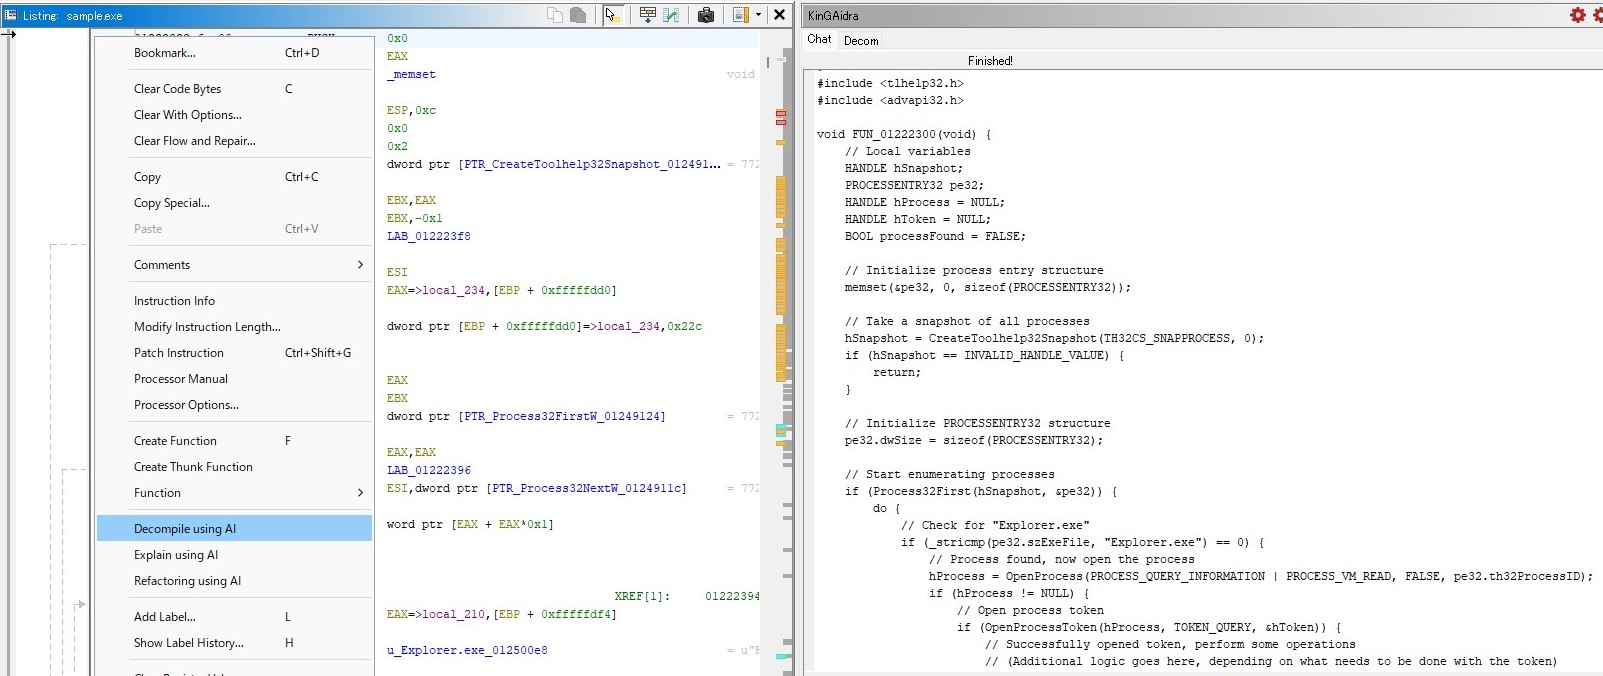 Listing: sample.exe
Bookmark... Ctrl+D
Clear Code Bytes C
Clear With Options...
Clear Flow and Repair...
Copy Ctrl+C
Copy Special...
Paste Ctrl+V
Comments
Instruction Info
Modify Instruction Length...
Patch Instruction Ctrl+Shift+G
Processor Manual
Processor Options...
Create Function F
Create Thunk Function
Function
Decompile using AI
Explain using AI
Refactoring using AI
Add Label... L
Show Label History... H
0x0
EAX
_memset void
ESP,0xc
0x0
0x2
dword ptr [PTR_CreateToolhelp32Snapshot_012491... = 772
EBX,EAX
EBX,-0x1
LAB_012223f8
ESI
EAX=>local_234,[EBP + 0xfffffdd0]
dword ptr [EBP + 0xfffffdd0]=>local_234,0x22c
EAX
EBX
dword ptr [PTR_Process32FirstW_01249124] = 772
EAX,EAX
LAB_01222396
ESI,dword ptr [PTR_Process32NextW_0124911c] = 772
word ptr [EAX + EAX*0x1]
XREF[1]: 01222394
EAX=>local_210,[EBP + 0xfffffdf4]
u_Explorer.exe_012500e8 = u"E
KinGAidra
Chat Decom
Finished!
#include <tlhelp32.h>
#include <advapi32.h>
void FUN_01222300(void) {
// Local variables
HANDLE hSnapshot;
PROCESSENTRY32 pe32;
HANDLE hProcess = NULL;
HANDLE hToken = NULL;
BOOL processFound = FALSE;
// Initialize process entry structure
memset(&pe32, 0, sizeof(PROCESSENTRY32));
// Take a snapshot of all processes
hSnapshot = CreateToolhelp32Snapshot(TH32CS_SNAPPROCESS, 0);
if (hSnapshot == INVALID_HANDLE_VALUE) {
return;
}
// Initialize PROCESSENTRY32 structure
pe32.dwSize = sizeof(PROCESSENTRY32);
// Start enumerating processes
if (Process32First(hSnapshot, &pe32)) {
do {
// Check for "Explorer.exe"
if (_stricmp(pe32.szExeFile, "Explorer.exe") == 0) {
// Process found, now open the process
hProcess = OpenProcess(PROCESS_QUERY_INFORMATION | PROCESS_VM_READ, FALSE, pe32.th32ProcessID);
if (hProcess != NULL) {
// Open process token
if (OpenProcessToken(hProcess, TOKEN_QUERY, &hToken)) {
// Successfully opened token, perform some operations
// (Additional logic goes here, depending on what needs to be done with the token)